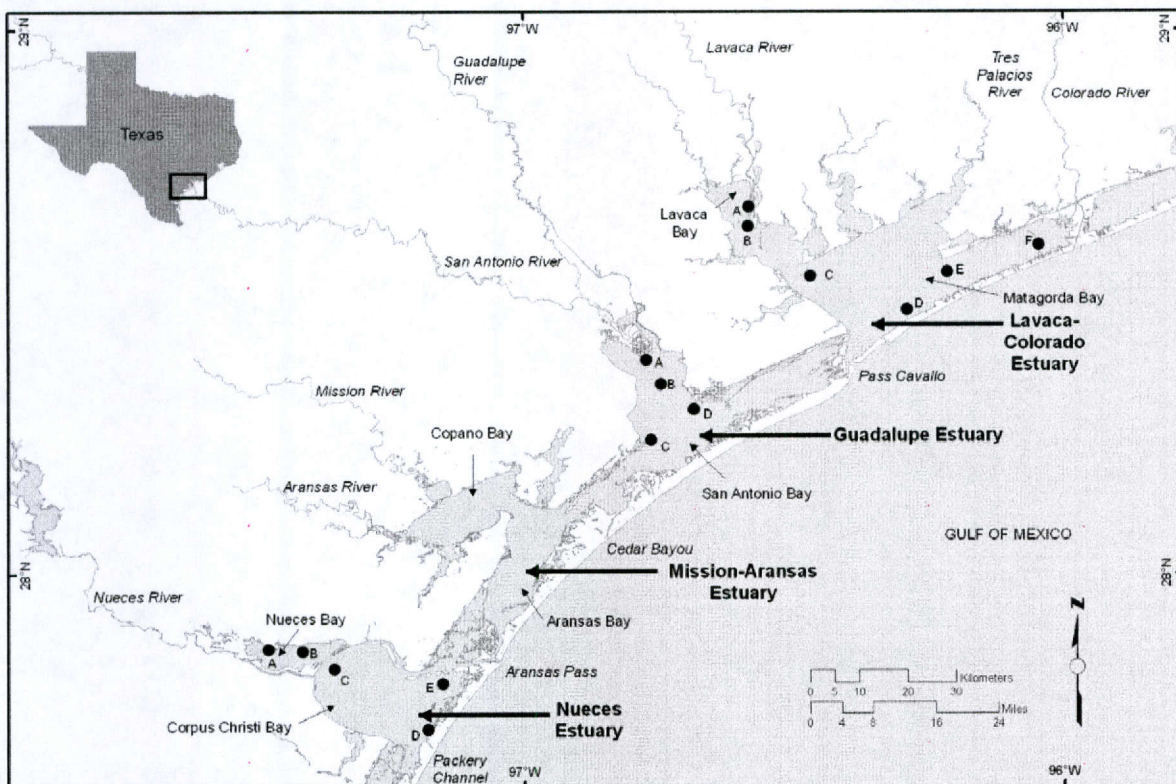 97°W
96°W
29°N
29°N
Lavaca River
Guadalupe
River
Tres
Palacios
River
Colorado River
Texas
Lavaca
Bay
A
B
C
F
E
D
Matagorda Bay
San Antonio River
Lavaca-
Colorado
Estuary
Pass Cavallo
A
B
D
C
Mission River
Copano Bay
Guadalupe Estuary
San Antonio Bay
Aransas River
GULF OF MEXICO
Cedar Bayou
28°N
28°N
Mission-Aransas
Estuary
Nueces River
Nueces Bay
Aransas Bay
N
A
B
C
E
D
Aransas Pass
Kilometers
0 5 10 20 30
Miles
0 4 8 16 24
Nueces
Estuary
Corpus Christi Bay
Packery
Channel
97°W
96°W